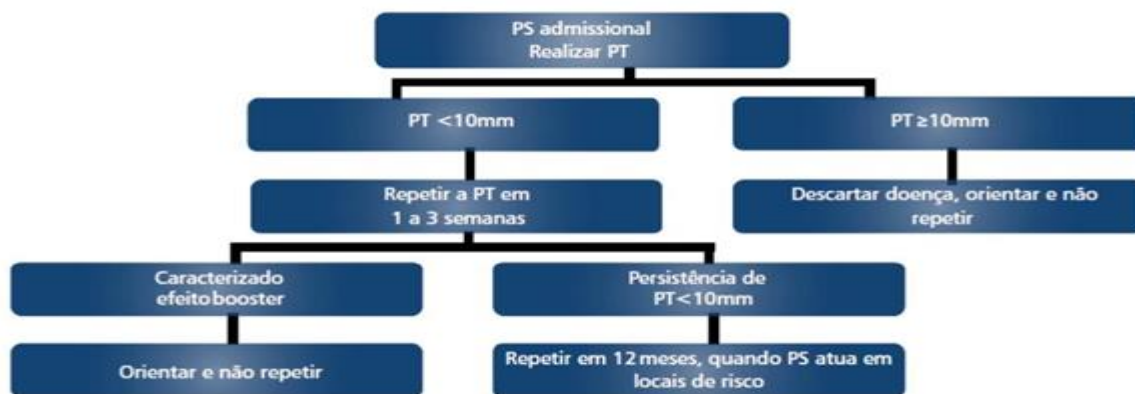 PS admissional
Realizar PT
PT <10mm
PT ≥10mm
Repetir a PT em
1 a 3 semanas
Descartar doença, orientar e não
repetir
Caracterizado
efeitobooster
Persistência de
PT<10mm
Orientar e não repetir
Repetir em 12 meses, quando PS atua em
locais de risco